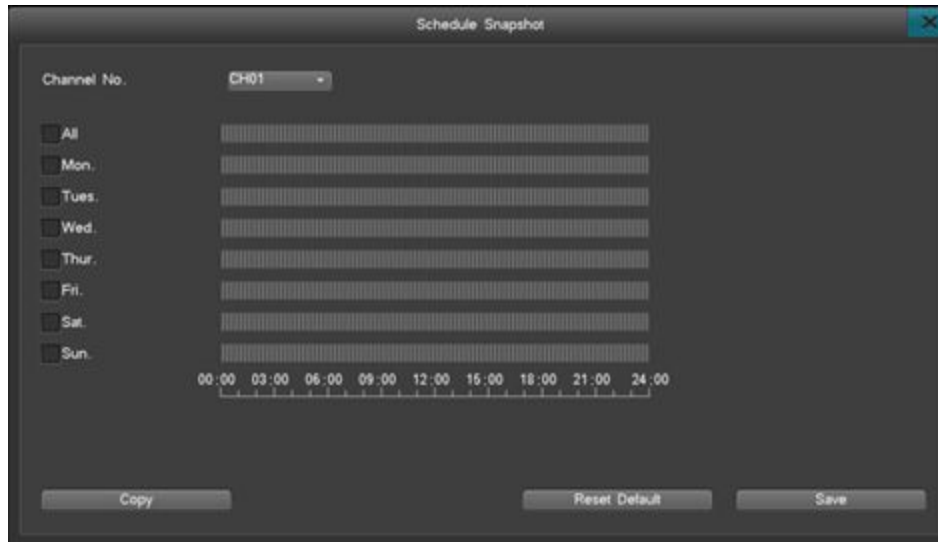 Schedule Snapshot
Channel No. CH01
All
Mon.
Tues.
Wed.
Thur.
Fri.
Sat.
Sun.
00:00 03:00 06:00 09:00 12:00 15:00 18:00 21:00 24:00
Copy Reset Default Save